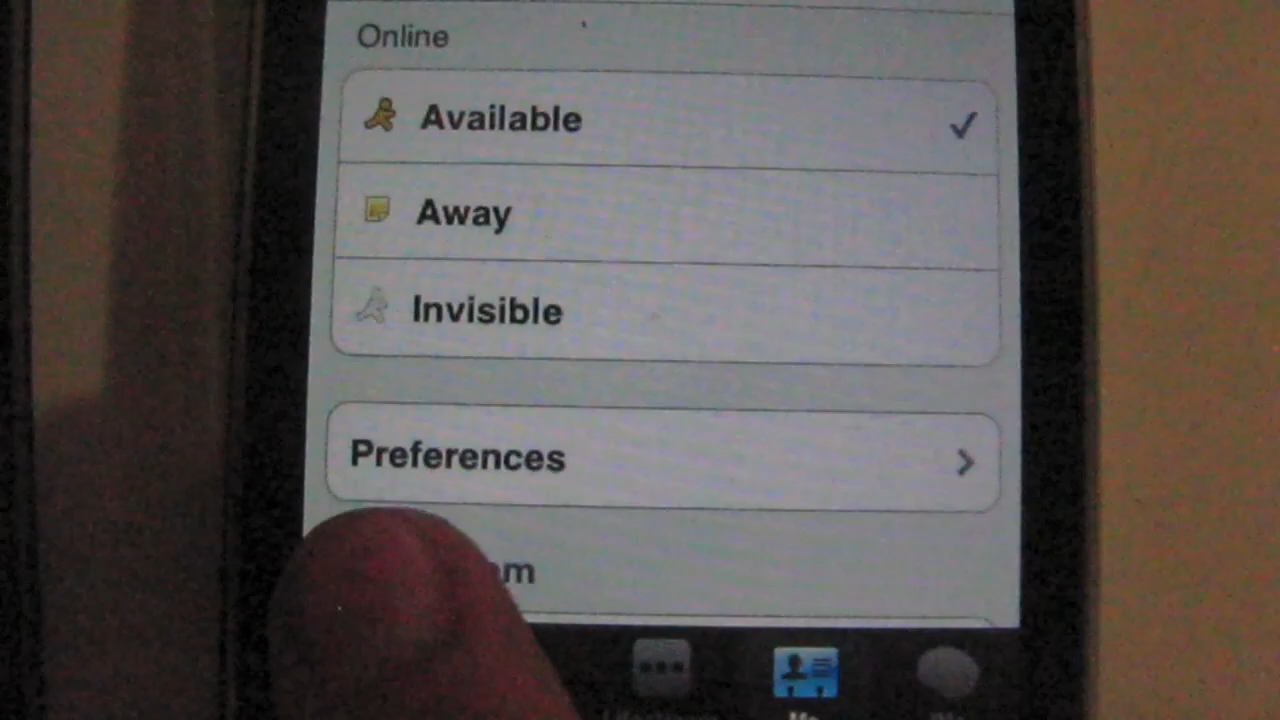 Online
Available
Away
Invisible
Preferences